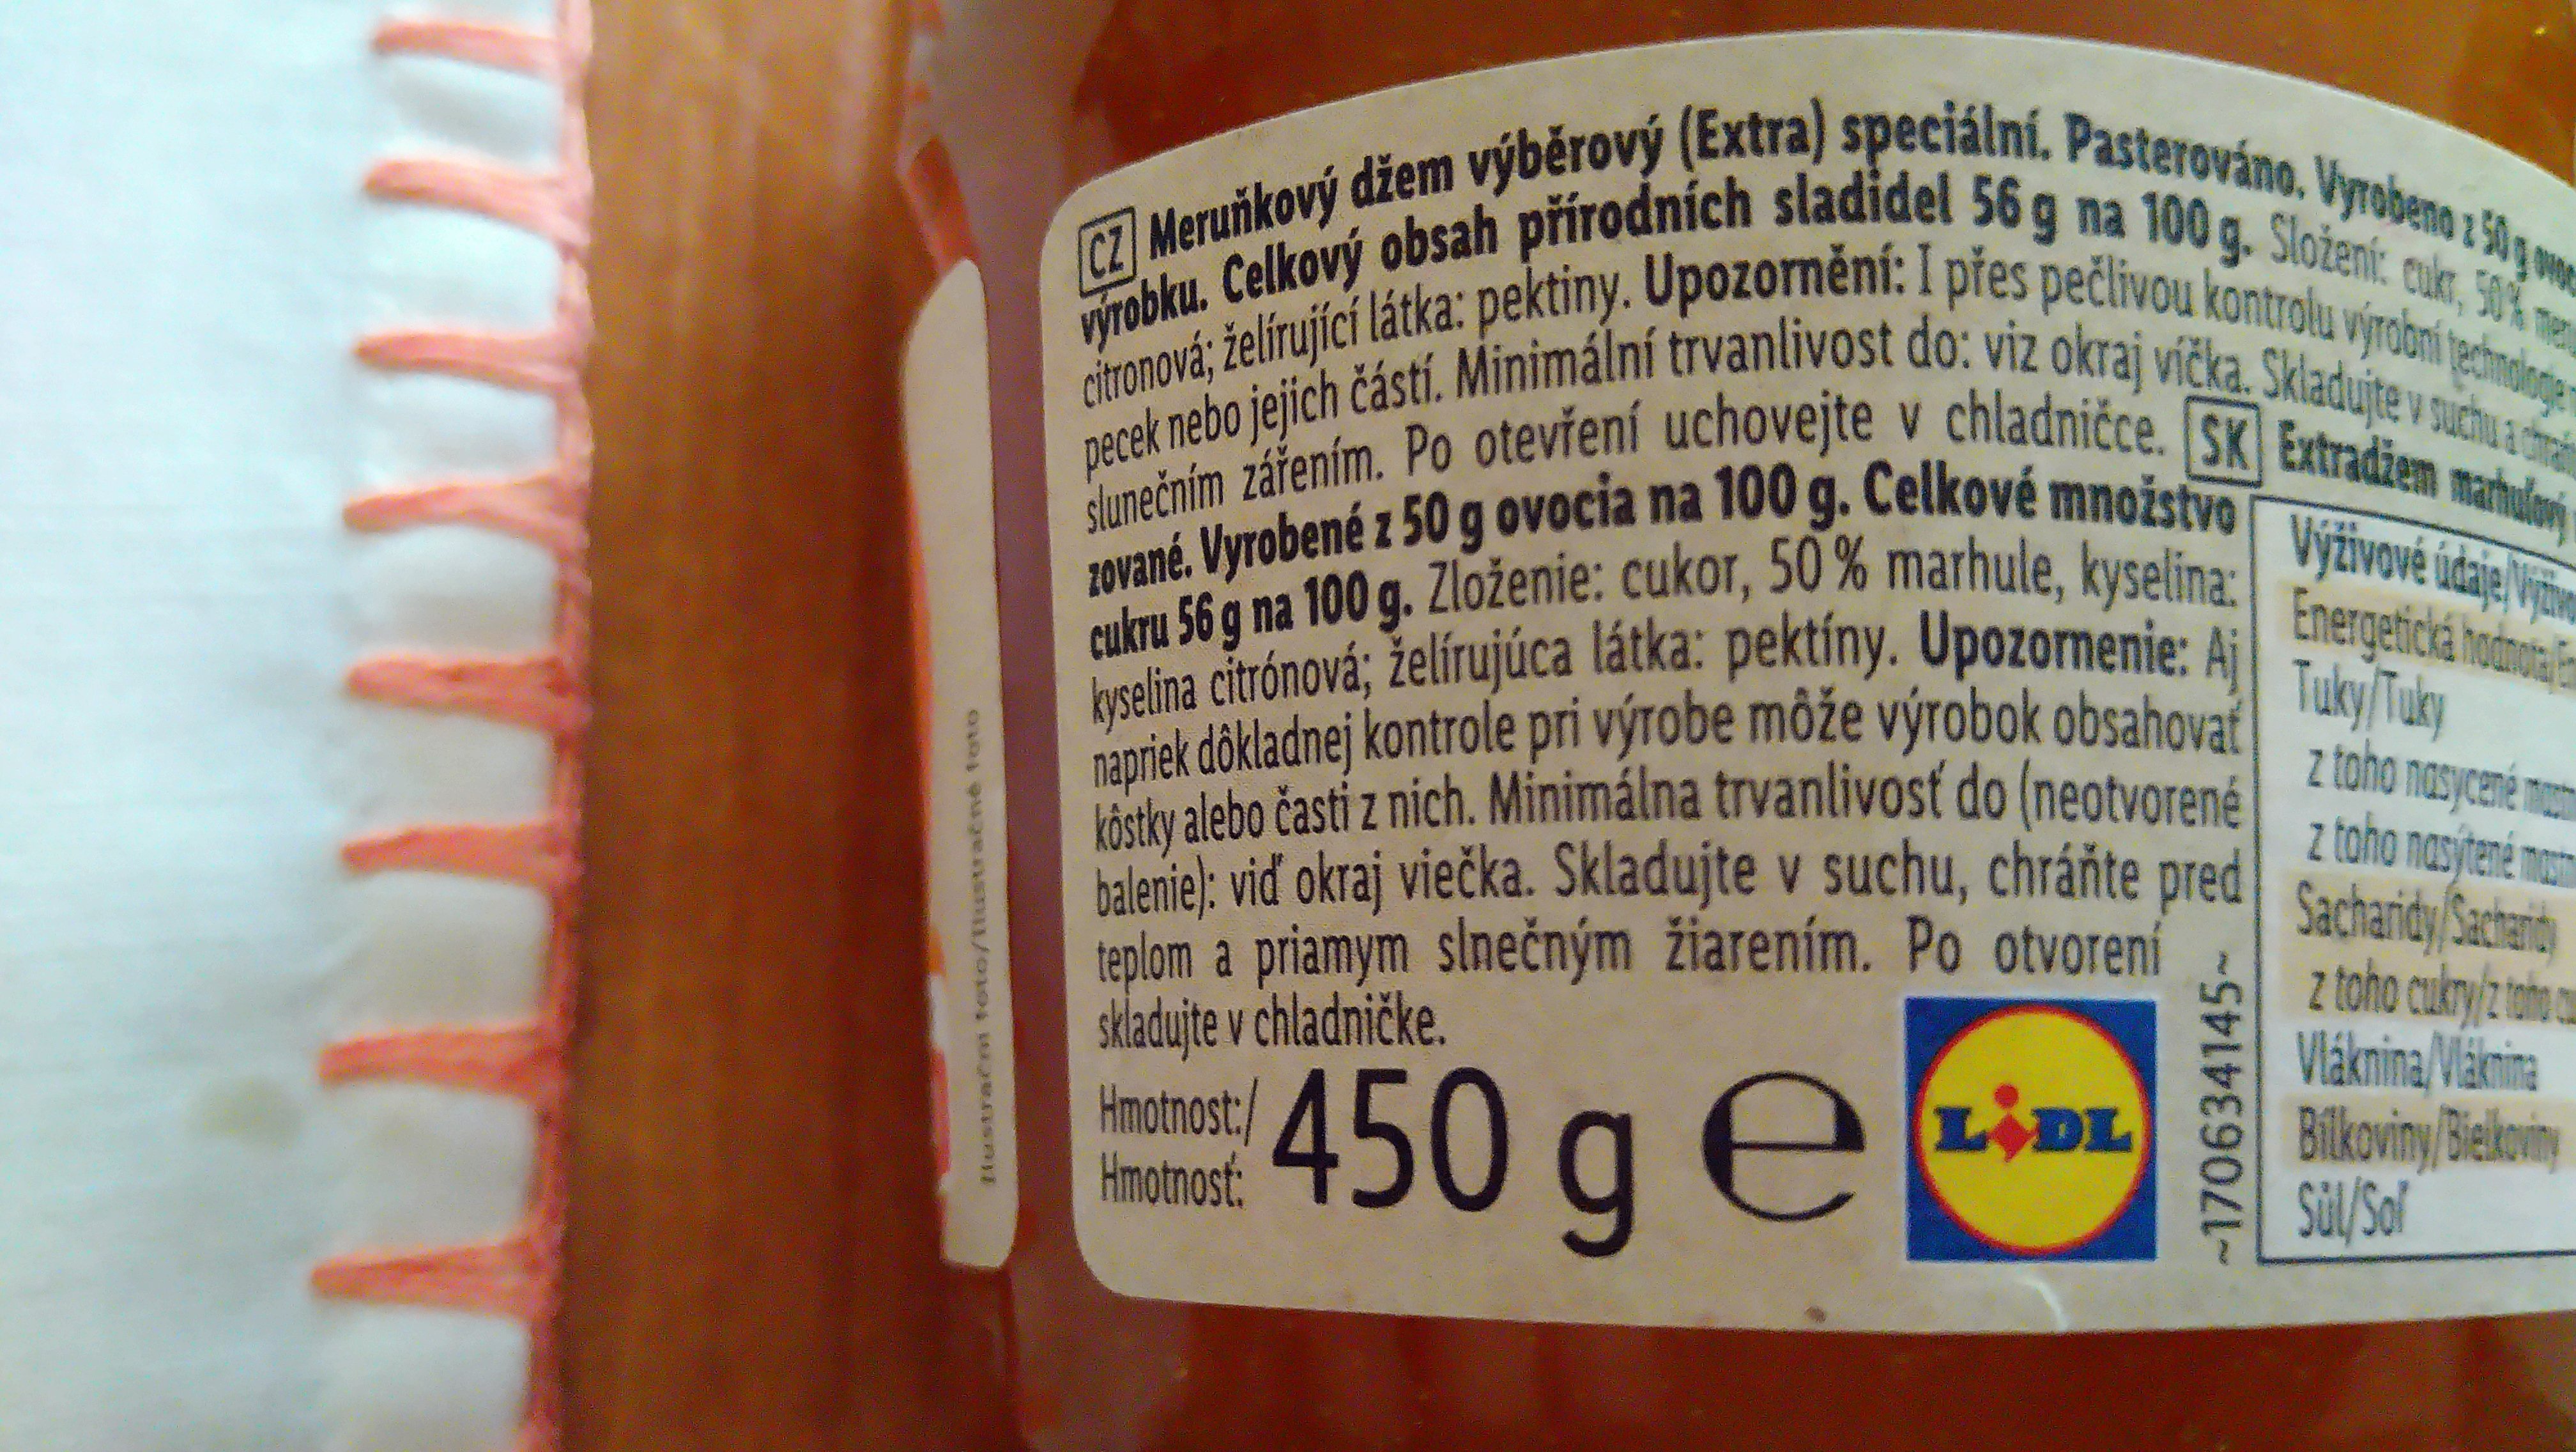 CZ Meruňkový džem výběrový (Extra) speciální. Pasterováno. Vyrobeno z 50 g
výrobku. Celkový obsah přírodních sladidel 56 g na 100 g. Složení: cukr, 50 %
citronová; želírující látka: pektiny. Upozornění: I přes pečlivou kontrolu výrobní technologie
pecek nebo jejich částí. Minimální trvanlivost do: viz okraj víčka. Skladujte v suchu a
slunečním zářením. Po otevření uchovejte v chladničce. SK Extradžem marhuľový
zované. Vyrobené z 50 g ovocia na 100 g. Celkové množstvo
cukru 56 g na 100 g. Zloženie: cukor, 50 % marhule, kyselina:
kyselina citrónová; želírujúca látka: pektíny. Upozornenie: Aj
napriek dôkladnej kontrole pri výrobe môže výrobok obsahovať
kôstky alebo časti z nich. Minimálna trvanlivosť do (neotvorené
balenie): viď okraj viečka. Skladujte v suchu, chráňte pred
teplom a priamym slnečným žiarením. Po otvorení
skladujte v chladničke.
Hmotnost:/
Hmotnosť:
450 g e
LIDL
~170634145~
Výživové údaje/
Energetická hodnota/
Tuky/Tuky
z toho nasycené
z toho nasýtené
Sacharidy/Sacharidy
z toho cukry/z toho
Vláknina/Vláknina
Bílkoviny/Bielkoviny
Sůl/Soľ
Ilustrační foto/Ilustračné foto